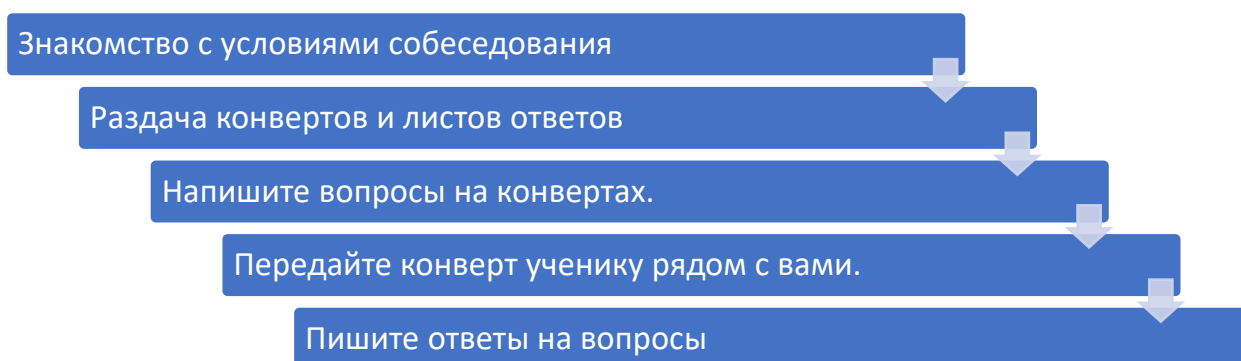 Знакомство с условиями собеседования
Раздача конвертов и листов ответов
Напишите вопросы на конвертах.
Передайте конверт ученику рядом с вами.
Пишите ответы на вопросы